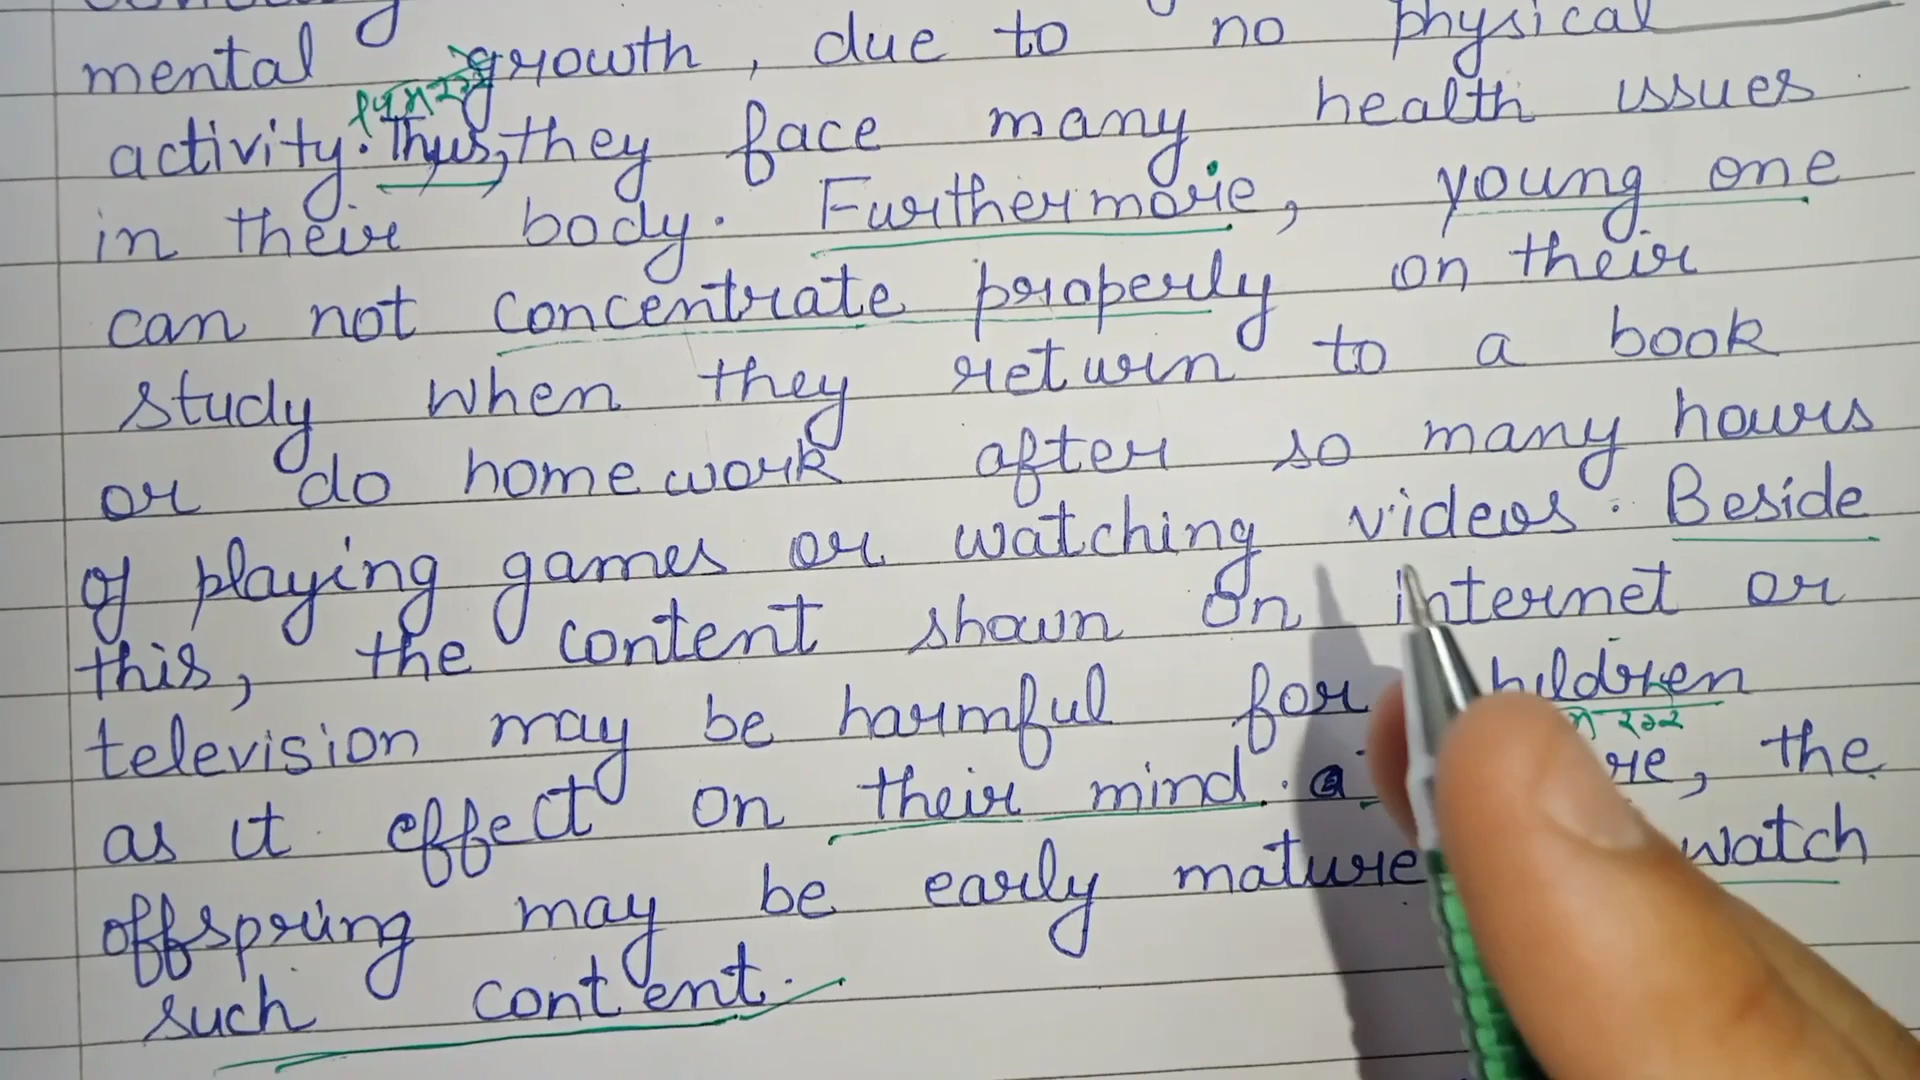 mental growth, due to no physical
activity. Thus, they face many health issues
in their body. Furthermore, young one
can not concentrate properly on their
study when they return to a book
or do homework after so many hours
of playing games or watching videos. Beside
this, the content shown on internet or
television may be harmful for children
as it effect on their mind. the
offspring may be early mature watch
such content.